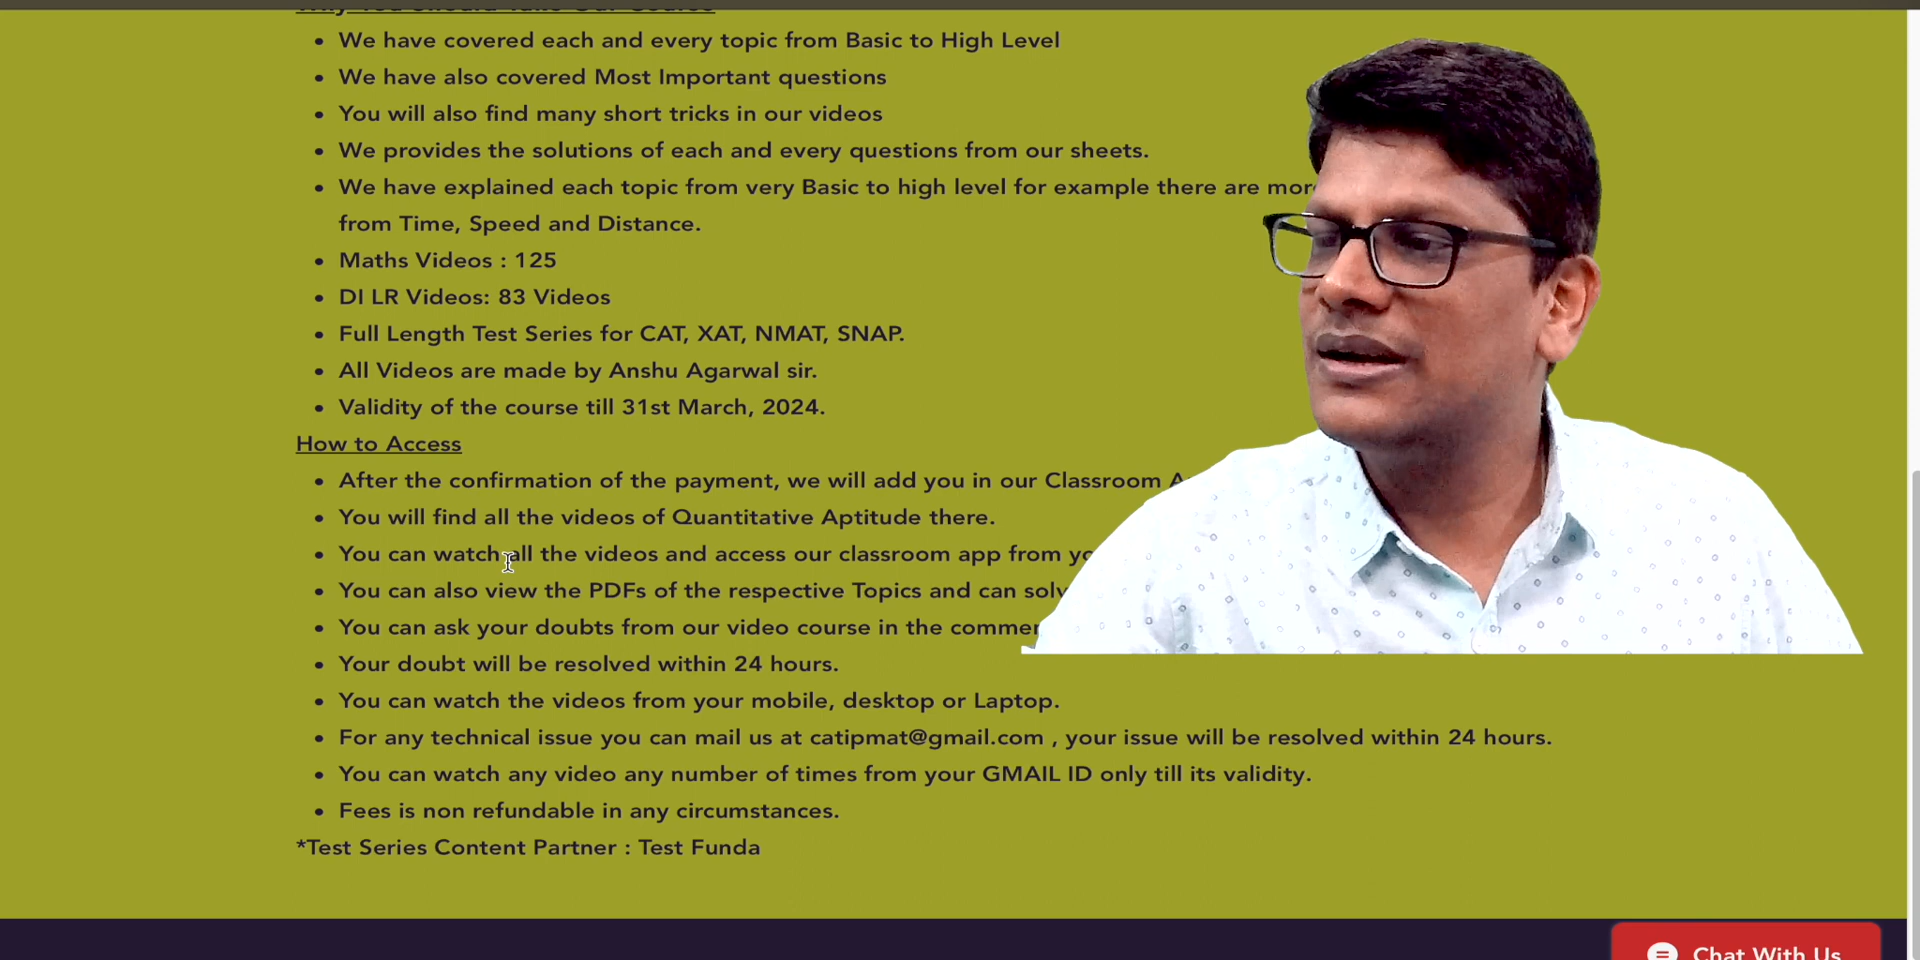 Why You Should Take Our Course
We have covered each and every topic from Basic to High Level
We have also covered Most Important questions
You will also find many short tricks in our videos
We provides the solutions of each and every questions from our sheets.
We have explained each topic from very Basic to high level for example there are more
from Time, Speed and Distance.
Maths Videos : 125
DI LR Videos: 83 Videos
Full Length Test Series for CAT, XAT, NMAT, SNAP.
All Videos are made by Anshu Agarwal sir.
Validity of the course till 31st March, 2024.
How to Access
After the confirmation of the payment, we will add you in our Classroom
You will find all the videos of Quantitative Aptitude there.
You can watch all the videos and access our classroom app from
You can also view the PDFs of the respective Topics and can
You can ask your doubts from our video course in the
Your doubt will be resolved within 24 hours.
You can watch the videos from your mobile, desktop or Laptop.
For any technical issue you can mail us at catipmat@gmail.com , your issue will be resolved within 24 hours.
You can watch any video any number of times from your GMAIL ID only till its validity.
Fees is non refundable in any circumstances.
*Test Series Content Partner : Test Funda
Chat With Us